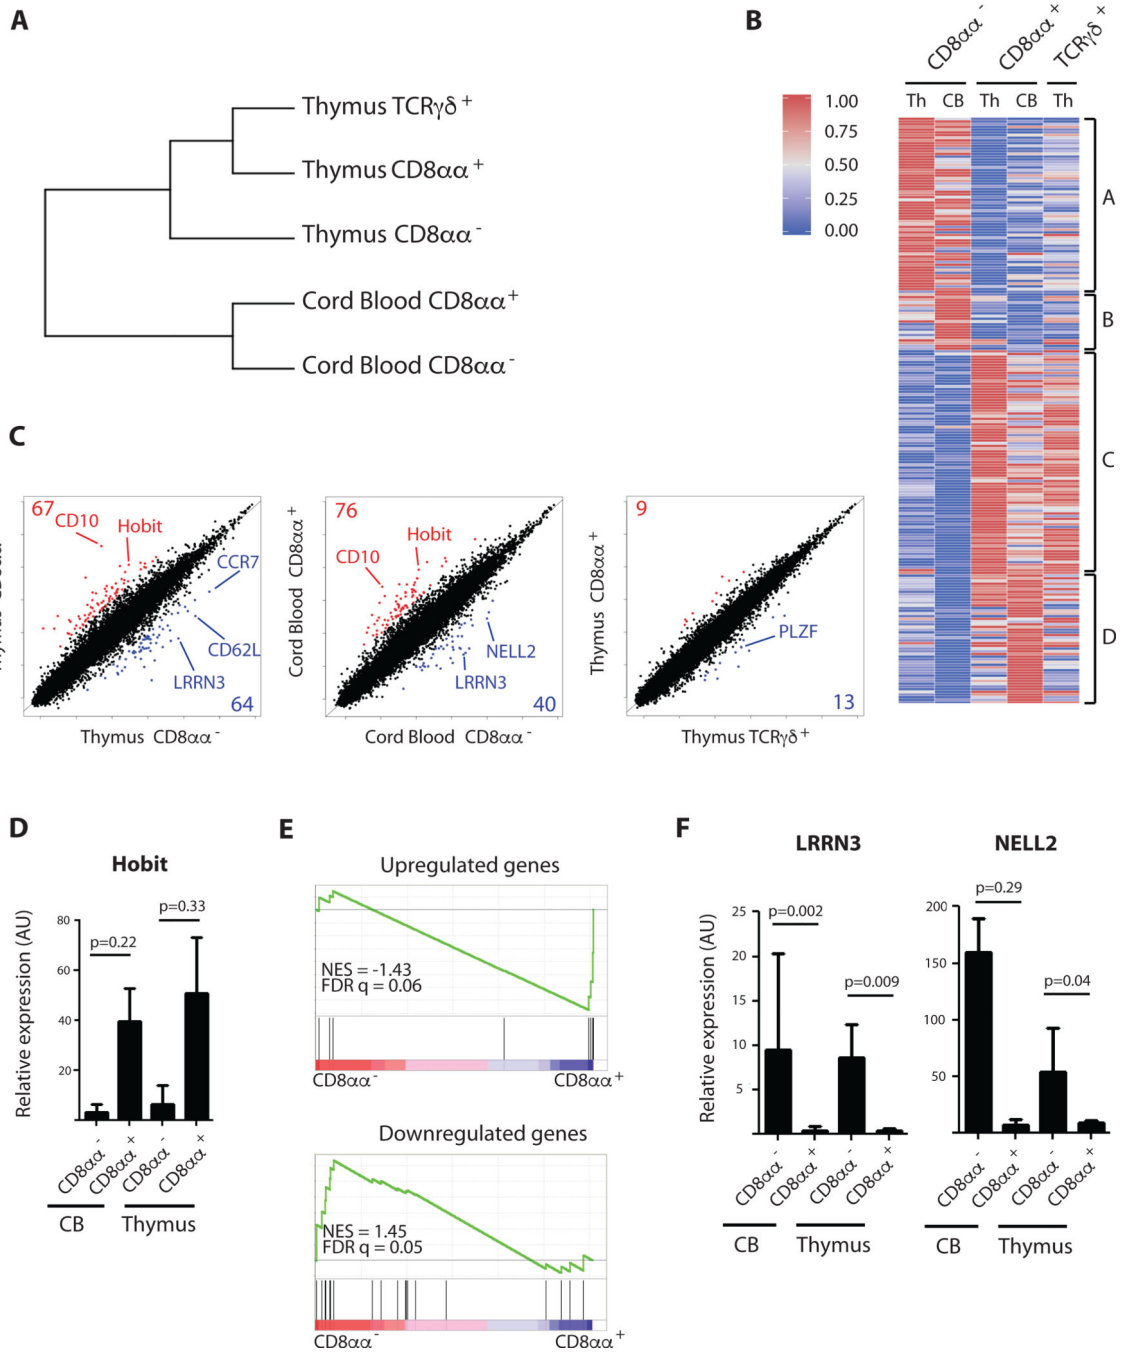 A
Thymus TCRγδ+
Thymus CD8αα+
Thymus CD8αα-
Cord Blood CD8αα+
Cord Blood CD8αα-
B
CD8αα-
CD8αα+
TCRγδ+
Th CB Th CB Th
1.00
0.75
0.50
0.25
0.00
A
B
C
D
C
67
CD10
Hobit
CCR7
CD62L
LRRN3
64
Thymus CD8αα-
Cord Blood CD8αα+
76
Hobit
CD10
NELL2
LRRN3
40
Cord Blood CD8αα-
Thymus CD8αα+
9
PLZF
13
Thymus TCRγδ+
D
Hobit
Relative expression (AU)
80
60
40
20
p=0.22
p=0.33
CD8αα-
CD8αα+
CD8αα-
CD8αα+
CB
Thymus
E
Upregulated genes
NES = -1.43
FDR q = 0.06
CD8αα-
CD8αα+
Downregulated genes
NES = 1.45
FDR q = 0.05
CD8αα-
CD8αα+
F
LRRN3
Relative expression (AU)
25
20
15
10
5
p=0.002
p=0.009
CD8αα-
CD8αα+
CD8αα-
CD8αα+
CB
Thymus
NELL2
200
150
100
50
p=0.29
p=0.04
CD8αα-
CD8αα+
CD8αα-
CD8αα+
CB
Thymus